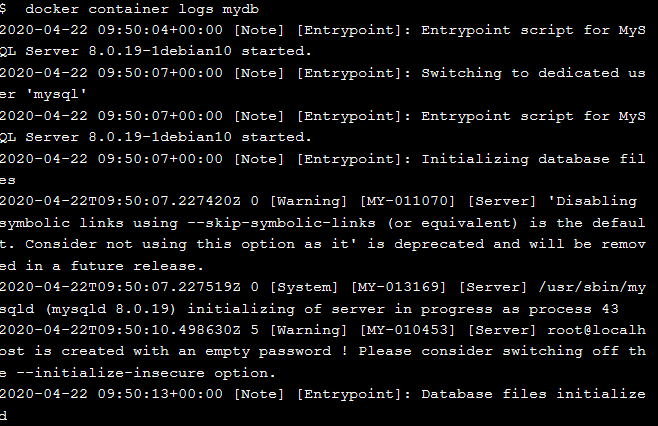 $  docker container logs mydb
2020-04-22 09:50:04+00:00 [Note] [Entrypoint]: Entrypoint script for MyS
QL Server 8.0.19-1debian10 started.
2020-04-22 09:50:07+00:00 [Note] [Entrypoint]: Switching to dedicated us
er 'mysql'
2020-04-22 09:50:07+00:00 [Note] [Entrypoint]: Entrypoint script for MyS
QL Server 8.0.19-1debian10 started.
2020-04-22 09:50:07+00:00 [Note] [Entrypoint]: Initializing database fil
es
2020-04-22T09:50:07.227420Z 0 [Warning] [MY-011070] [Server] 'Disabling
symbolic links using --skip-symbolic-links (or equivalent) is the defaul
t. Consider not using this option as it' is deprecated and will be remov
ed in a future release.
2020-04-22T09:50:07.227519Z 0 [System] [MY-013169] [Server] /usr/sbin/my
sqld (mysqld 8.0.19) initializing of server in progress as process 43
2020-04-22T09:50:10.498630Z 5 [Warning] [MY-010453] [Server] root@localh
ost is created with an empty password ! Please consider switching off th
e --initialize-insecure option.
2020-04-22 09:50:13+00:00 [Note] [Entrypoint]: Database files initialize
d